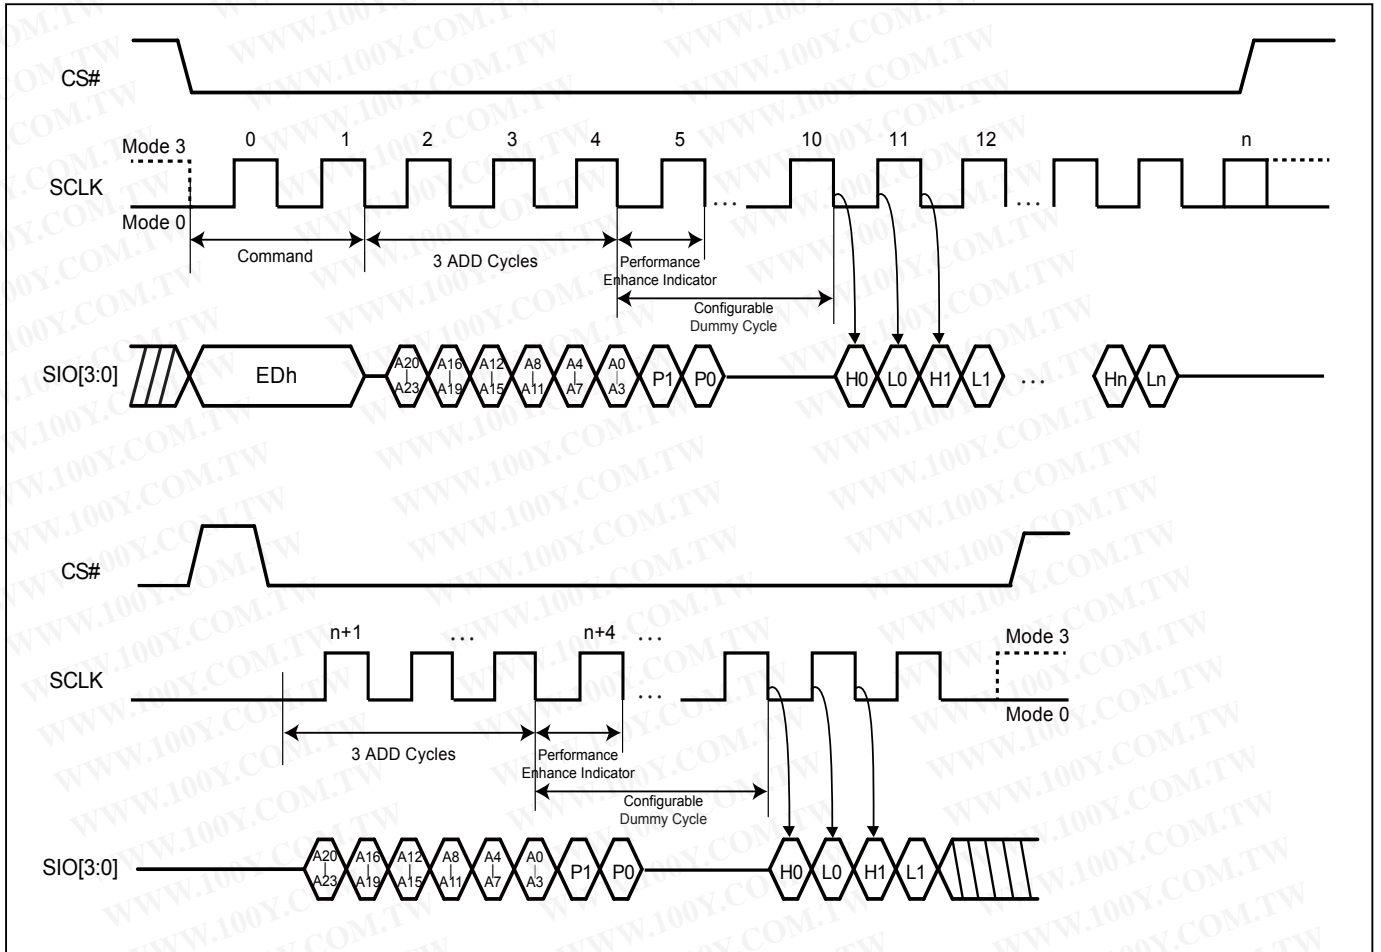 CS#
0 1 2 3 4 5 10 11 12 n
Mode 3
SCLK
... ...
Mode 0
Command
3 ADD Cycles
Performance
Enhance Indicator
Configurable
Dummy Cycle
SIO[3:0]
EDh
A20 | A23
A16 | A19
A12 | A15
A8 | A11
A4 | A7
A0 | A3
P1 P0
H0 L0 H1 L1 ... Hn Ln
CS#
n+1 ... n+4 ...
Mode 3
SCLK
...
Mode 0
3 ADD Cycles
Performance
Enhance Indicator
Configurable
Dummy Cycle
SIO[3:0]
A20 | A23
A16 | A19
A12 | A15
A8 | A11
A4 | A7
A0 | A3
P1 P0
H0 L0 H1 L1
WWW.100Y.COM.TW